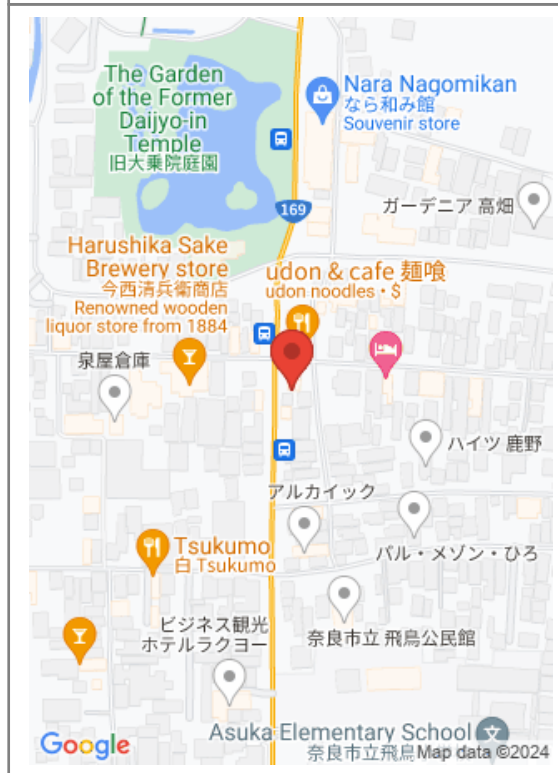 The Garden
of the Former
Daijyo-in
Temple
旧大乗院庭園
Nara Nagomikan
なら和み館
Souvenir store
169
ガーデニア 高畑
Harushika Sake
Brewery store
今西清兵衛商店
Renowned wooden
liquor store from 1884
udon & cafe 麺喰
udon noodles • $
泉屋倉庫
ハイツ 鹿野
アルカイック
パル・メゾン・ひろ
Tsukumo
白 Tsukumo
ビジネス観光
ホテルラクヨー
奈良市立 飛鳥公民館
Asuka Elementary School
奈良市立飛鳥
Google
Map data ©2024